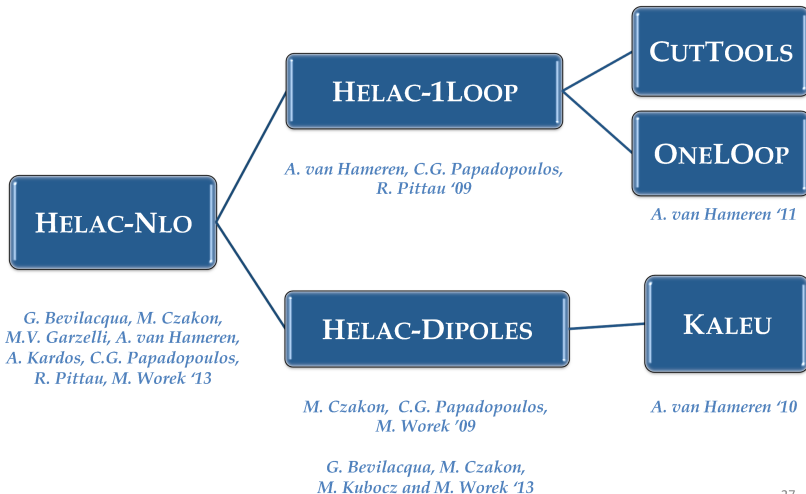 CUTTOOLS
HELAC-1LOOP
ONELOOP
A. van Hameren, C.G. Papadopoulos,
R. Pittau ‘09
A. van Hameren ‘11
HELAC-NLO
G. Bevilacqua, M. Czakon,
M.V. Garzelli, A. van Hameren,
A. Kardos, C.G. Papadopoulos,
R. Pittau, M. Worek ‘13
HELAC-DIPOLES
KALEU
M. Czakon, C.G. Papadopoulos,
M. Worek ’09
A. van Hameren ‘10
G. Bevilacqua, M. Czakon,
M. Kubocz and M. Worek ‘13
27